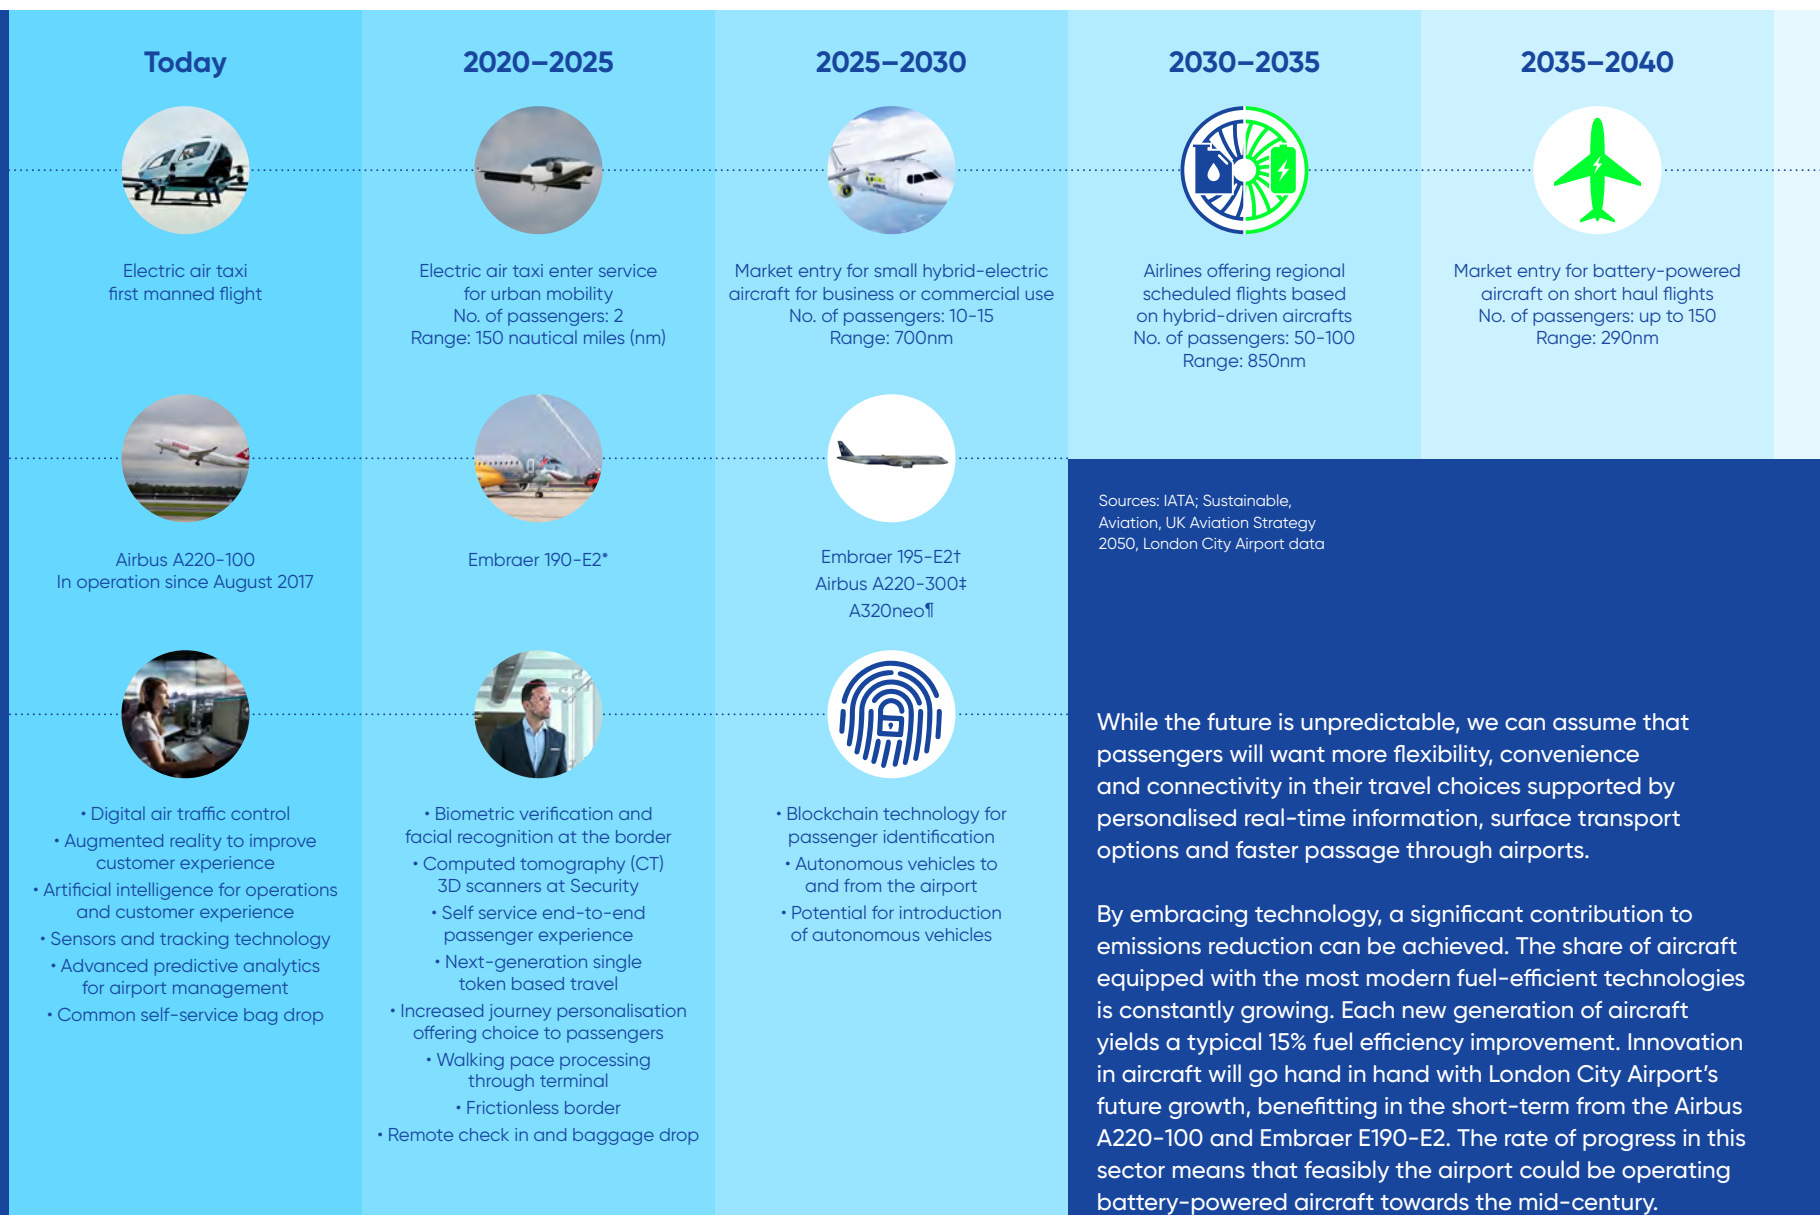 Today
Electric air taxi
first manned flight
Airbus A220-100
In operation since August 2017
• Digital air traffic control
• Augmented reality to improve
customer experience
• Artificial intelligence for operations
and customer experience
• Sensors and tracking technology
• Advanced predictive analytics
for airport management
• Common self-service bag drop
2020–2025
Electric air taxi enter service
for urban mobility
No. of passengers: 2
Range: 150 nautical miles (nm)
Embraer 190-E2*
• Biometric verification and
facial recognition at the border
• Computed tomography (CT)
3D scanners at Security
• Self service end-to-end
passenger experience
• Next-generation single
token based travel
• Increased journey personalisation
offering choice to passengers
• Walking pace processing
through terminal
• Frictionless border
• Remote check in and baggage drop
2025–2030
Market entry for small hybrid-electric
aircraft for business or commercial use
No. of passengers: 10-15
Range: 700nm
Embraer 195-E2†
Airbus A220-300‡
A320neo¶
• Blockchain technology for
passenger identification
• Autonomous vehicles to
and from the airport
• Potential for introduction
of autonomous vehicles
2030–2035
Airlines offering regional
scheduled flights based
on hybrid-driven aircrafts
No. of passengers: 50-100
Range: 850nm
2035–2040
Market entry for battery-powered
aircraft on short haul flights
No. of passengers: up to 150
Range: 290nm
Sources: IATA; Sustainable,
Aviation, UK Aviation Strategy
2050, London City Airport data
While the future is unpredictable, we can assume that
passengers will want more flexibility, convenience
and connectivity in their travel choices supported by
personalised real-time information, surface transport
options and faster passage through airports.
By embracing technology, a significant contribution to
emissions reduction can be achieved. The share of aircraft
equipped with the most modern fuel-efficient technologies
is constantly growing. Each new generation of aircraft
yields a typical 15% fuel efficiency improvement. Innovation
in aircraft will go hand in hand with London City Airport's
future growth, benefitting in the short-term from the Airbus
A220-100 and Embraer E190-E2. The rate of progress in this
sector means that feasibly the airport could be operating
battery-powered aircraft towards the mid-century.